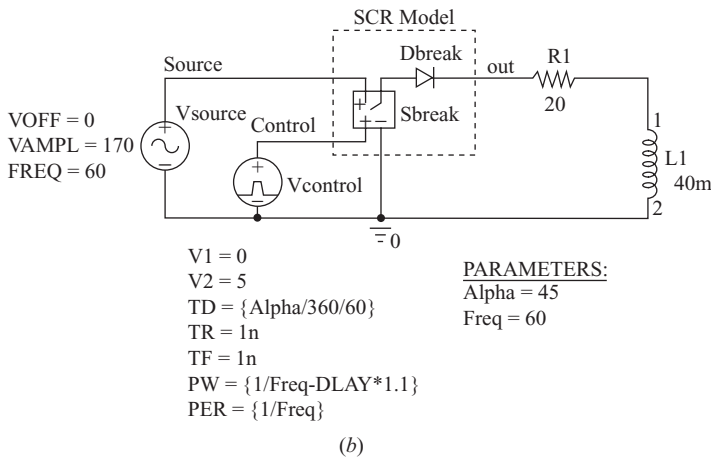 SCR Model
Dbreak
Source
out
R1
20
VOFF = 0
VAMPL = 170
FREQ = 60
Vsource
Control
Sbreak
Vcontrol
1
L1
40m
2
0
V1 = 0
V2 = 5
TD = {Alpha/360/60}
TR = 1n
TF = 1n
PW = {1/Freq-DLAY*1.1}
PER = {1/Freq}
PARAMETERS:
Alpha = 45
Freq = 60
(b)